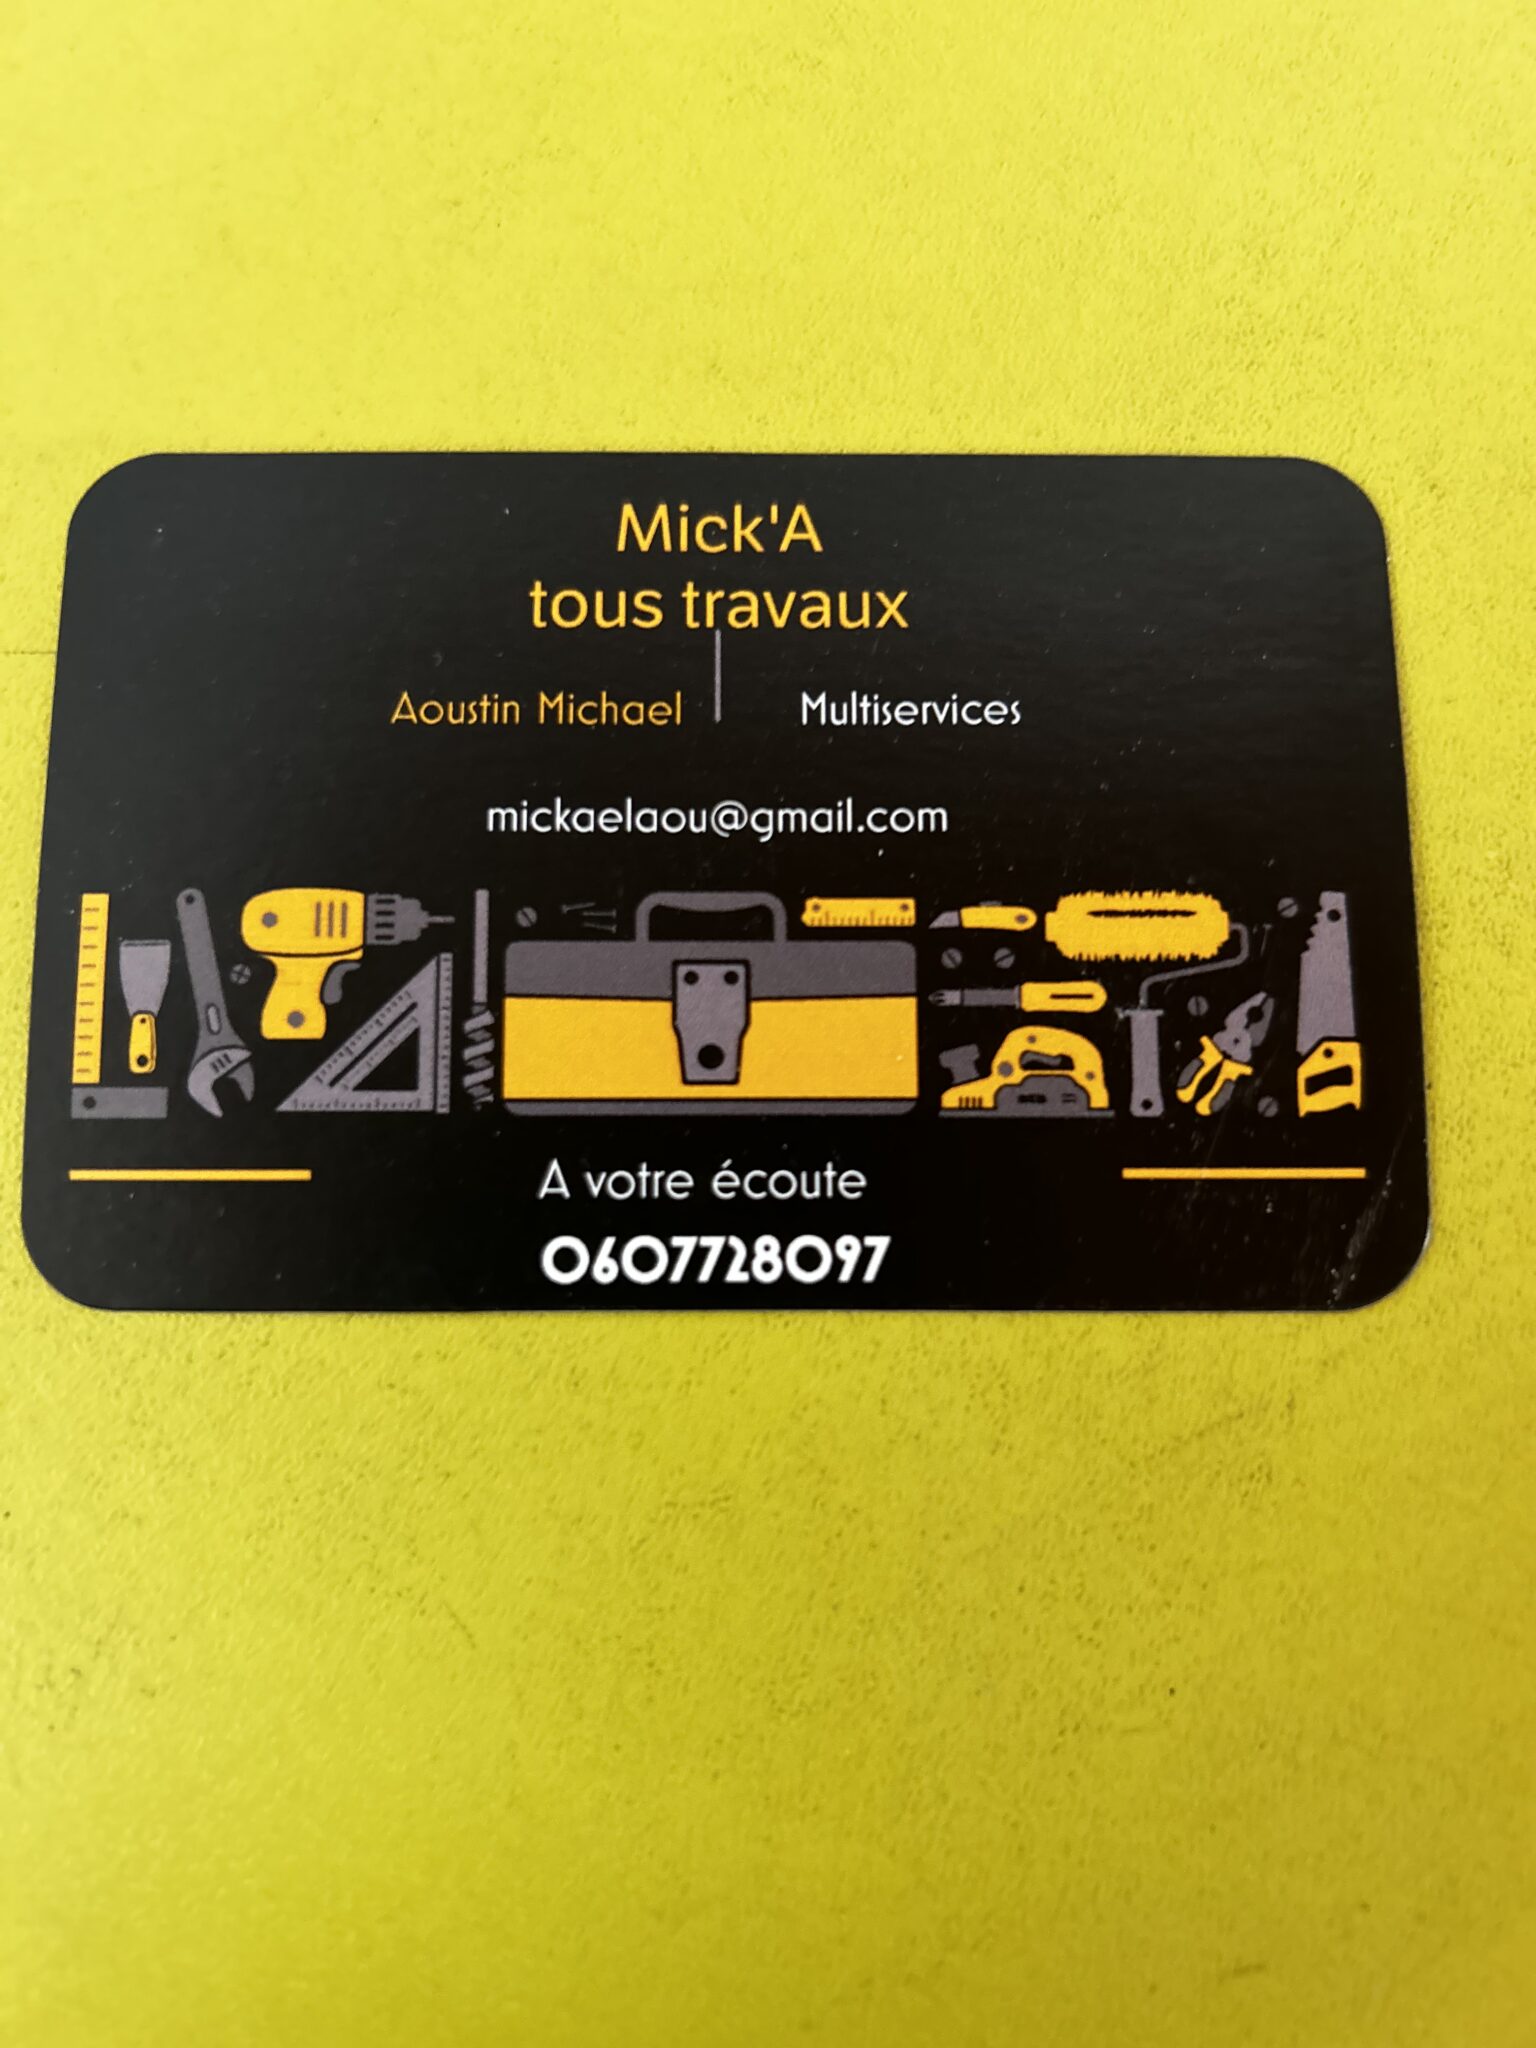 Mick'A
tous travaux
Aoustin Michael | Multiservices
mickaelaou@gmail.com
A votre écoute
0607728097